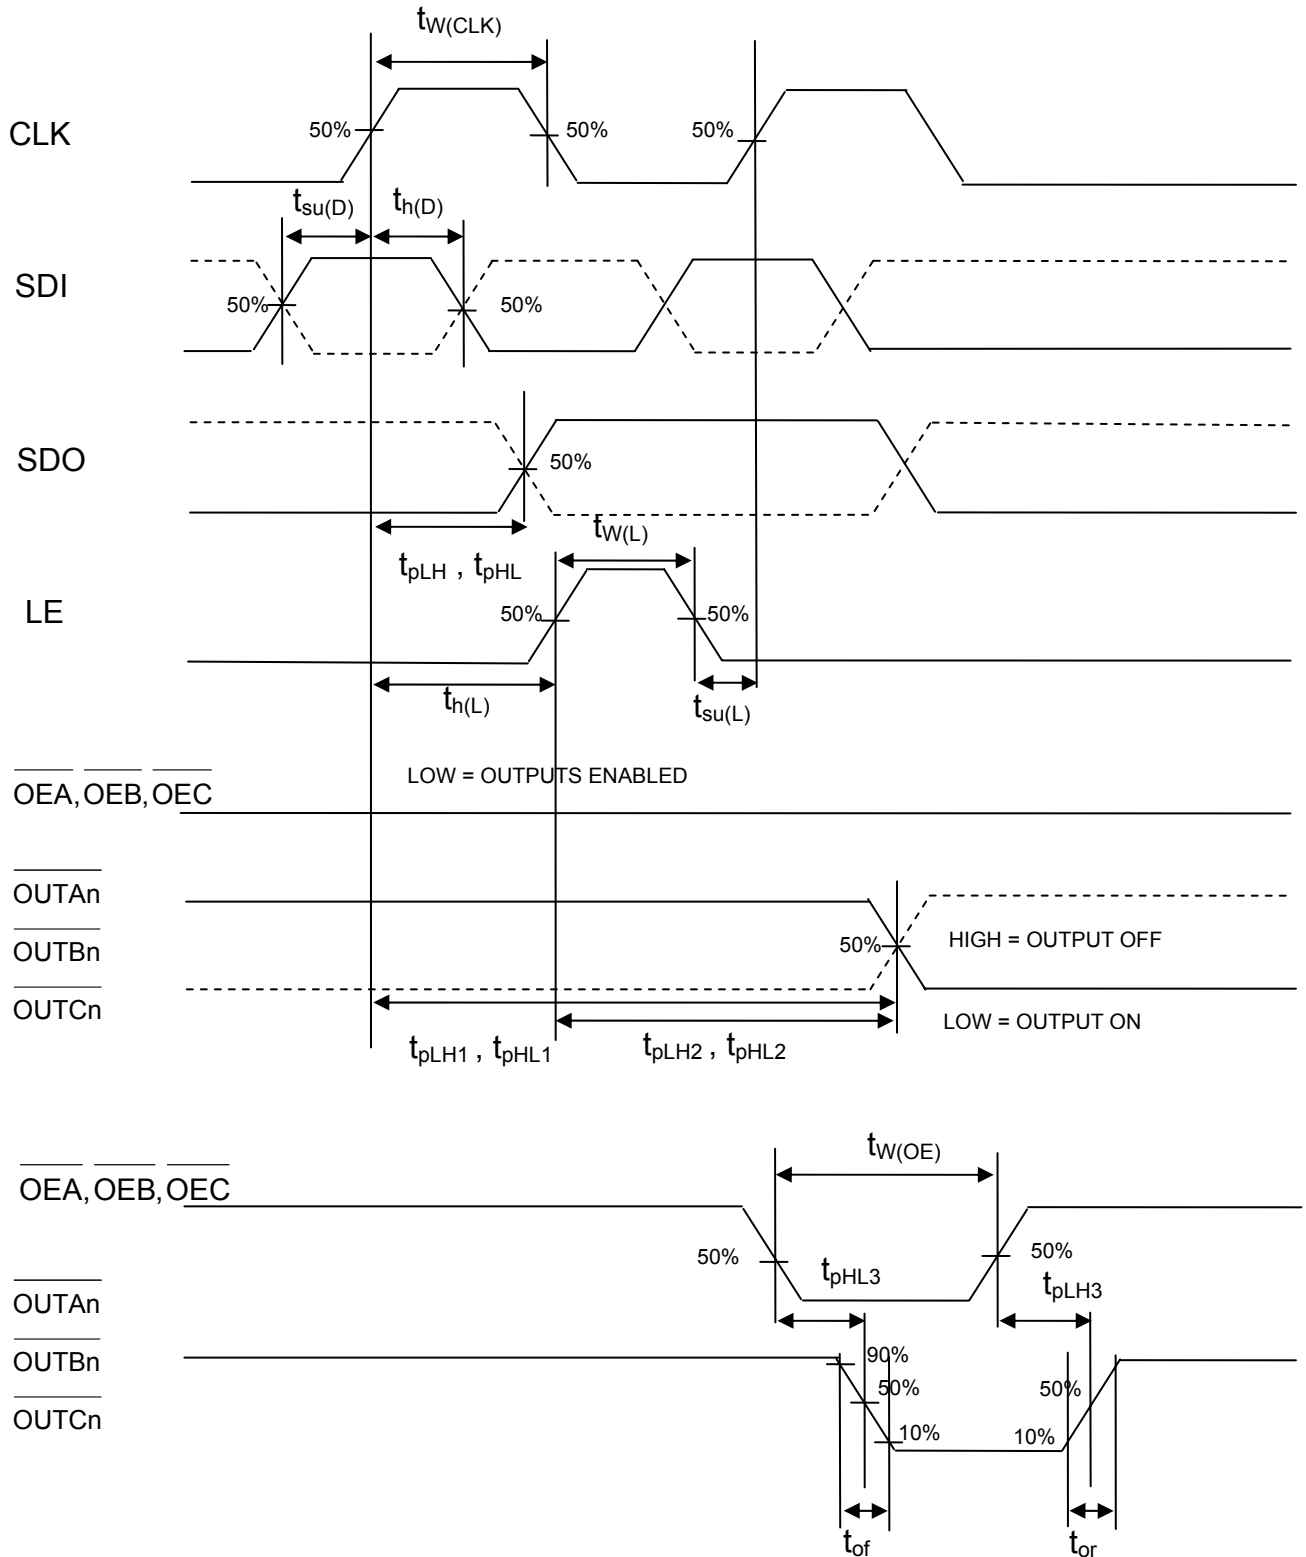 tW(CLK)
CLK
50%
50%
50%
tsu(D)
th(D)
SDI
50%
50%
SDO
50%
tW(L)
tpLH , tpHL
LE
50%
50%
th(L)
tsu(L)
OEA, OEB, OEC
LOW = OUTPUTS ENABLED
OUTAn
OUTBn
50%
HIGH = OUTPUT OFF
OUTCn
LOW = OUTPUT ON
tpLH1 , tpHL1
tpLH2 , tpHL2
tW(OE)
OEA, OEB, OEC
50%
50%
tpHL3
tpLH3
OUTAn
OUTBn
90%
50%
50%
OUTCn
10%
10%
tof
tor